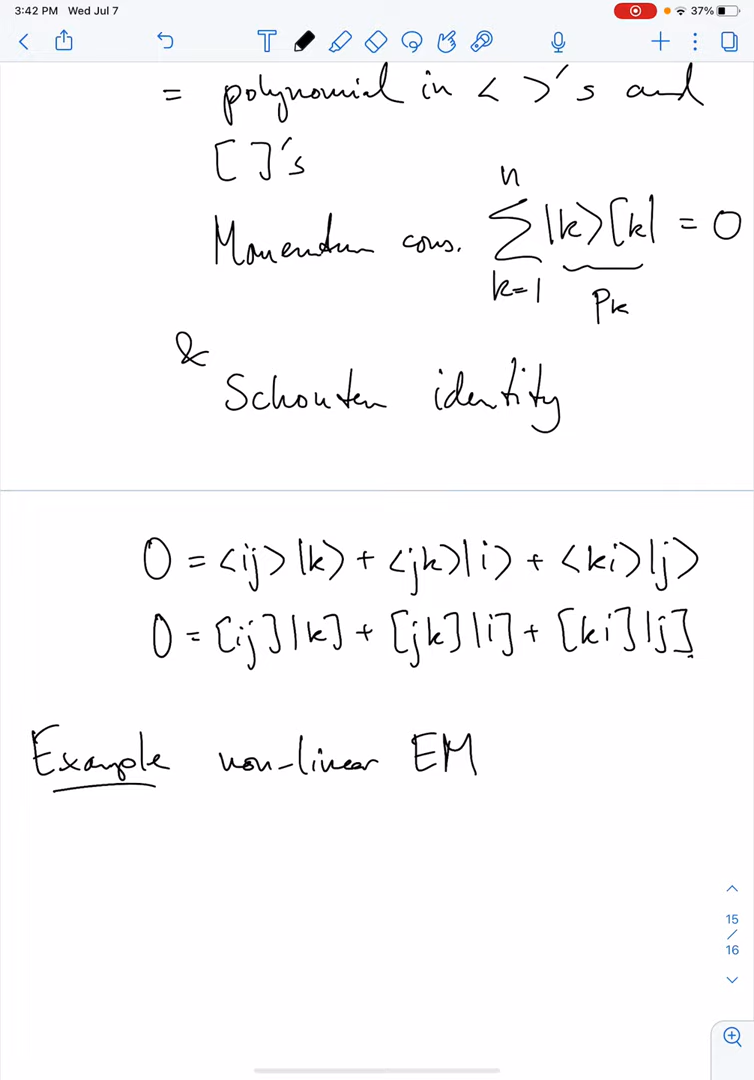 3:42 PM Wed Jul 7
37%
T
= polynomial in < >'s and
[ ]'s
n
Momentum cons. ∑ |k>[k| = 0
k=1
Pk
&
Schouten identity
0 = <ij>|k> + <jk>|i> + <ki>|j>
0 = [ij]|k] + [jk]|i] + [ki]|j]
Example non-linear EM
15
/
16